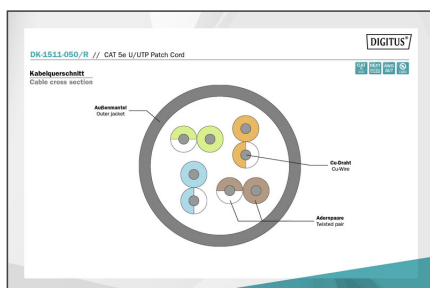 DIGITUS®
DK-1511-050/R // CAT 5e U/UTP Patch Cord
Kabelquerschnitt
Cable cross section
Außenmantel
Outer jacket
Cu-Draht
Cu-Wire
Adernpaare
Twisted pair